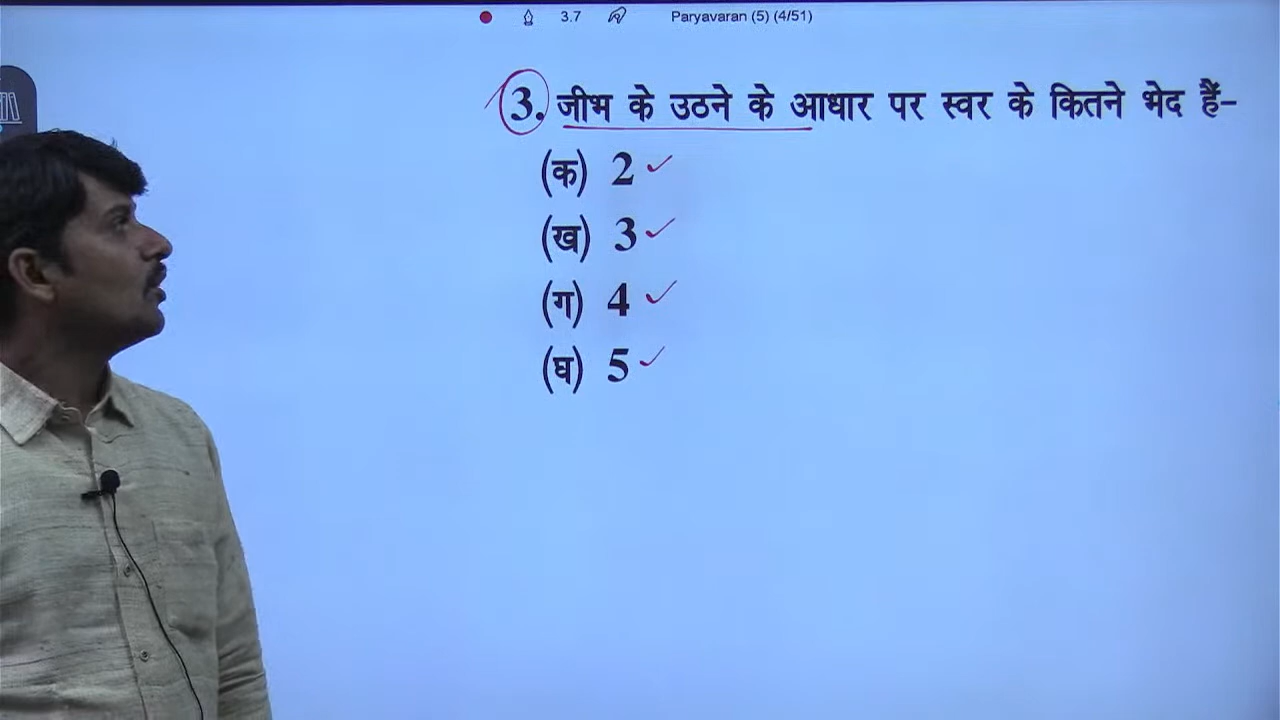 3.7 Paryavaran (5) (4/51)
3. जीभ के उठने के आधार पर स्वर के कितने भेद हैं-
(क) 2
(ख) 3
(ग) 4
(घ) 5